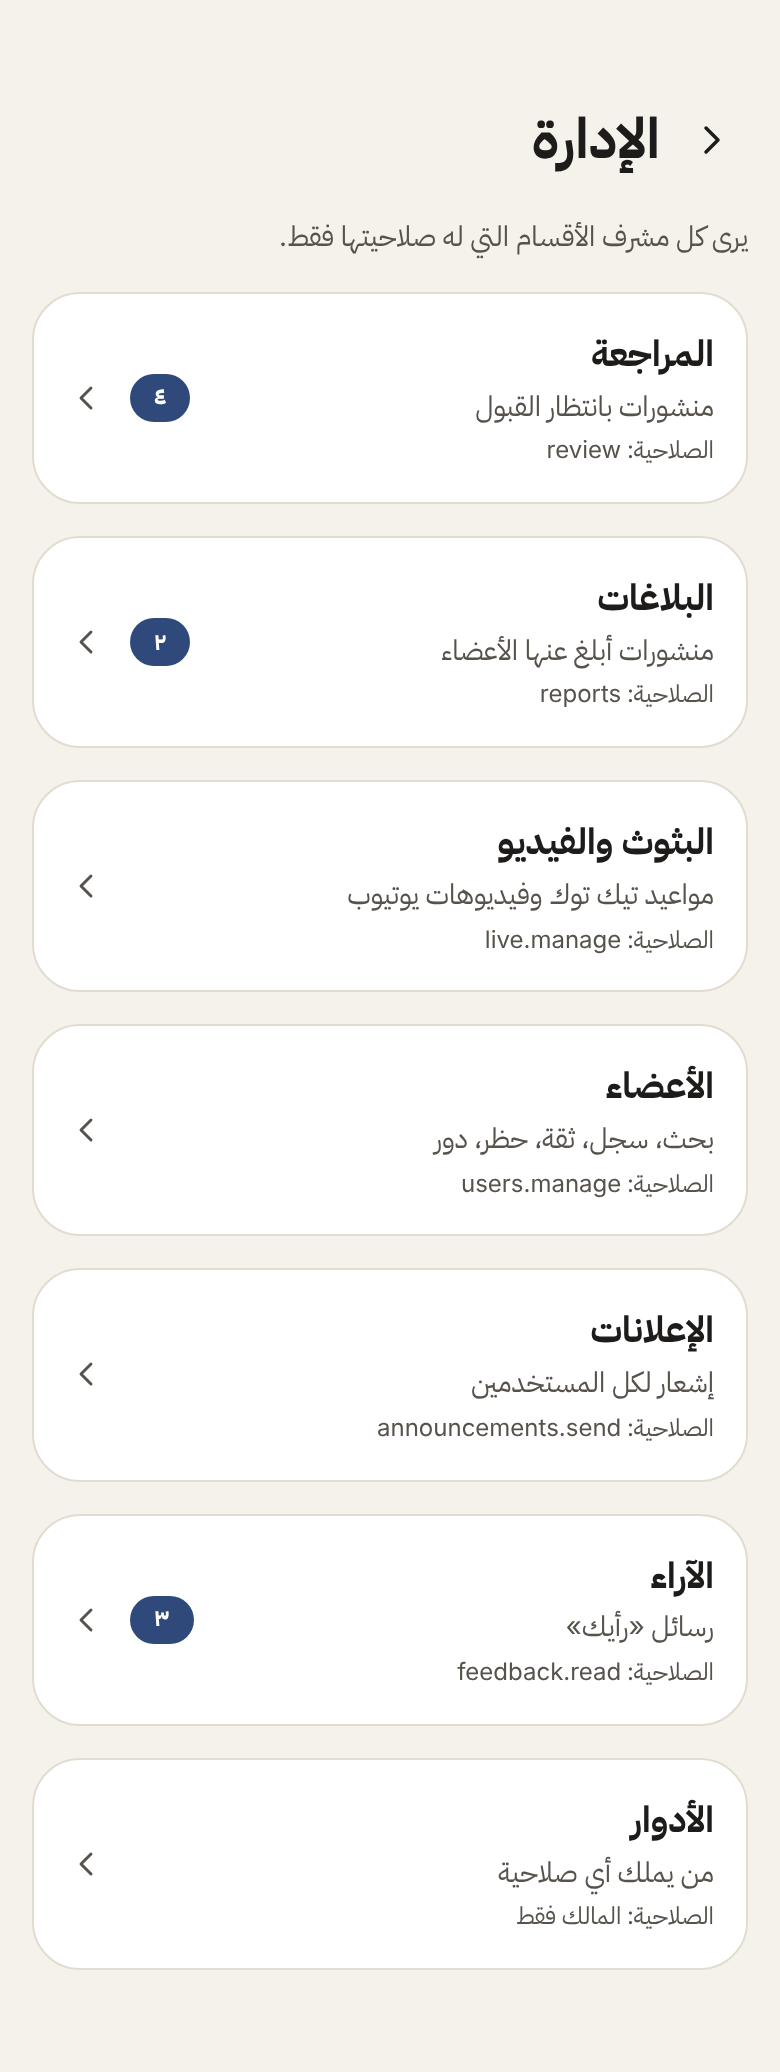 الإدارة
يرى كل مشرف الأقسام التي له صلاحيتها فقط.
المراجعة
منشورات بانتظار القبول
الصلاحية: review
٤
البلاغات
منشورات أبلغ عنها الأعضاء
الصلاحية: reports
٢
البثوث والفيديو
مواعيد تيك توك وفيديوهات يوتيوب
الصلاحية: live.manage
الأعضاء
بحث، سجل، ثقة، حظر، دور
الصلاحية: users.manage
الإعلانات
إشعار لكل المستخدمين
الصلاحية: announcements.send
الآراء
رسائل «رأيك»
الصلاحية: feedback.read
٣
الأدوار
من يملك أي صلاحية
الصلاحية: المالك فقط